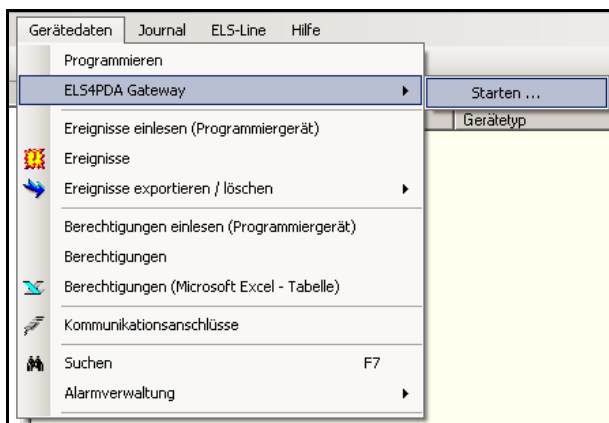 Gerätedaten Journal ELS-Line Hilfe
Programmieren
ELS4PDA Gateway
Starten ...
Gerätetyp
Ereignisse einlesen (Programmiergerät)
Ereignisse
Ereignisse exportieren / löschen
Berechtigungen einlesen (Programmiergerät)
Berechtigungen
Berechtigungen (Microsoft Excel - Tabelle)
Kommunikationsanschlüsse
Suchen F7
Alarmverwaltung